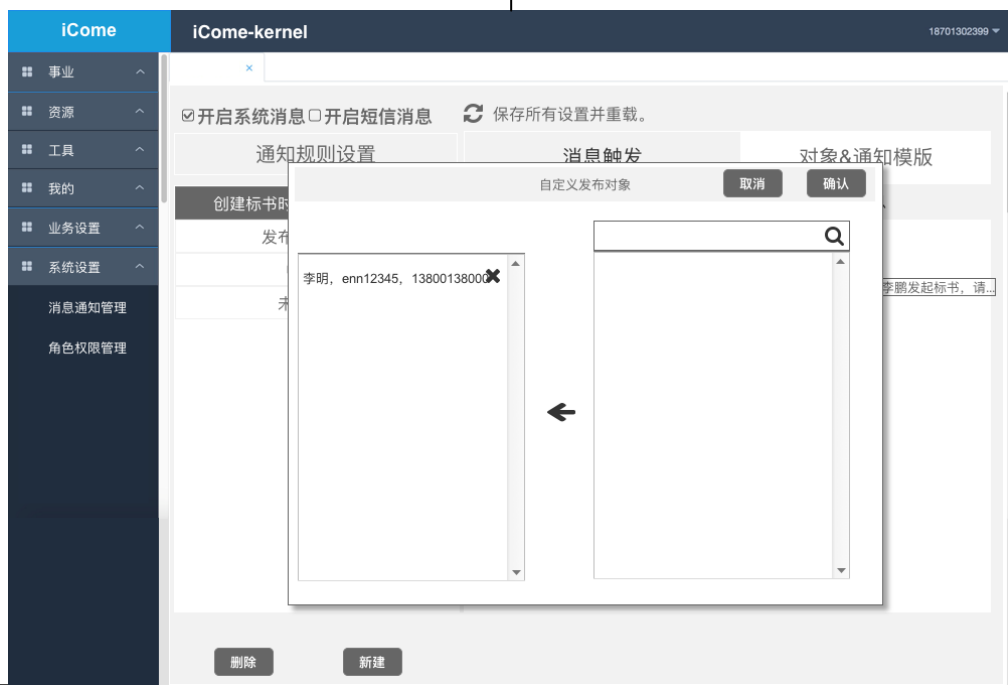 iCome
iCome-kernel
18701302399
事业
资源
工具
我的
业务设置
系统设置
消息通知管理
角色权限管理
开启系统消息
开启短信消息
保存所有设置并重载。
通知规则设置
消息触发
对象&通知模版
创建标书时
发布
未
李鹏发起标书，请...
自定义发布对象
取消
确认
李明，enn12345，13800138000
删除
新建